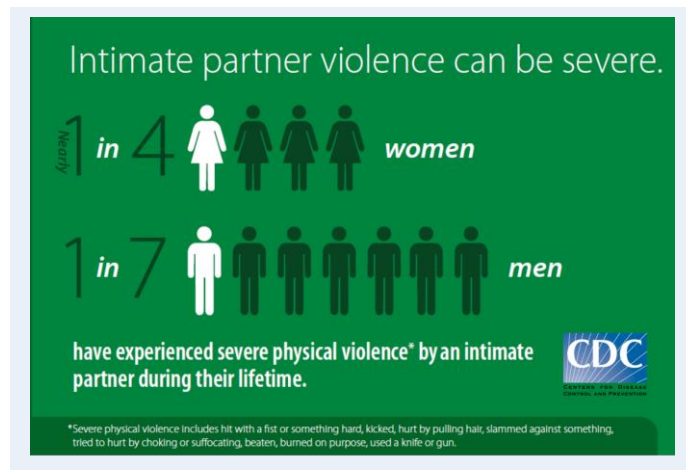 Intimate partner violence can be severe.
Nearly 1 in 4 women
1 in 7 men
have experienced severe physical violence* by an intimate
partner during their lifetime.
CDC
CENTERS FOR DISEASE
CONTROL AND PREVENTION
*Severe physical violence includes hit with a fist or something hard, kicked, hurt by pulling hair, slammed against something,
tried to hurt by choking or suffocating, beaten, burned on purpose, used a knife or gun.